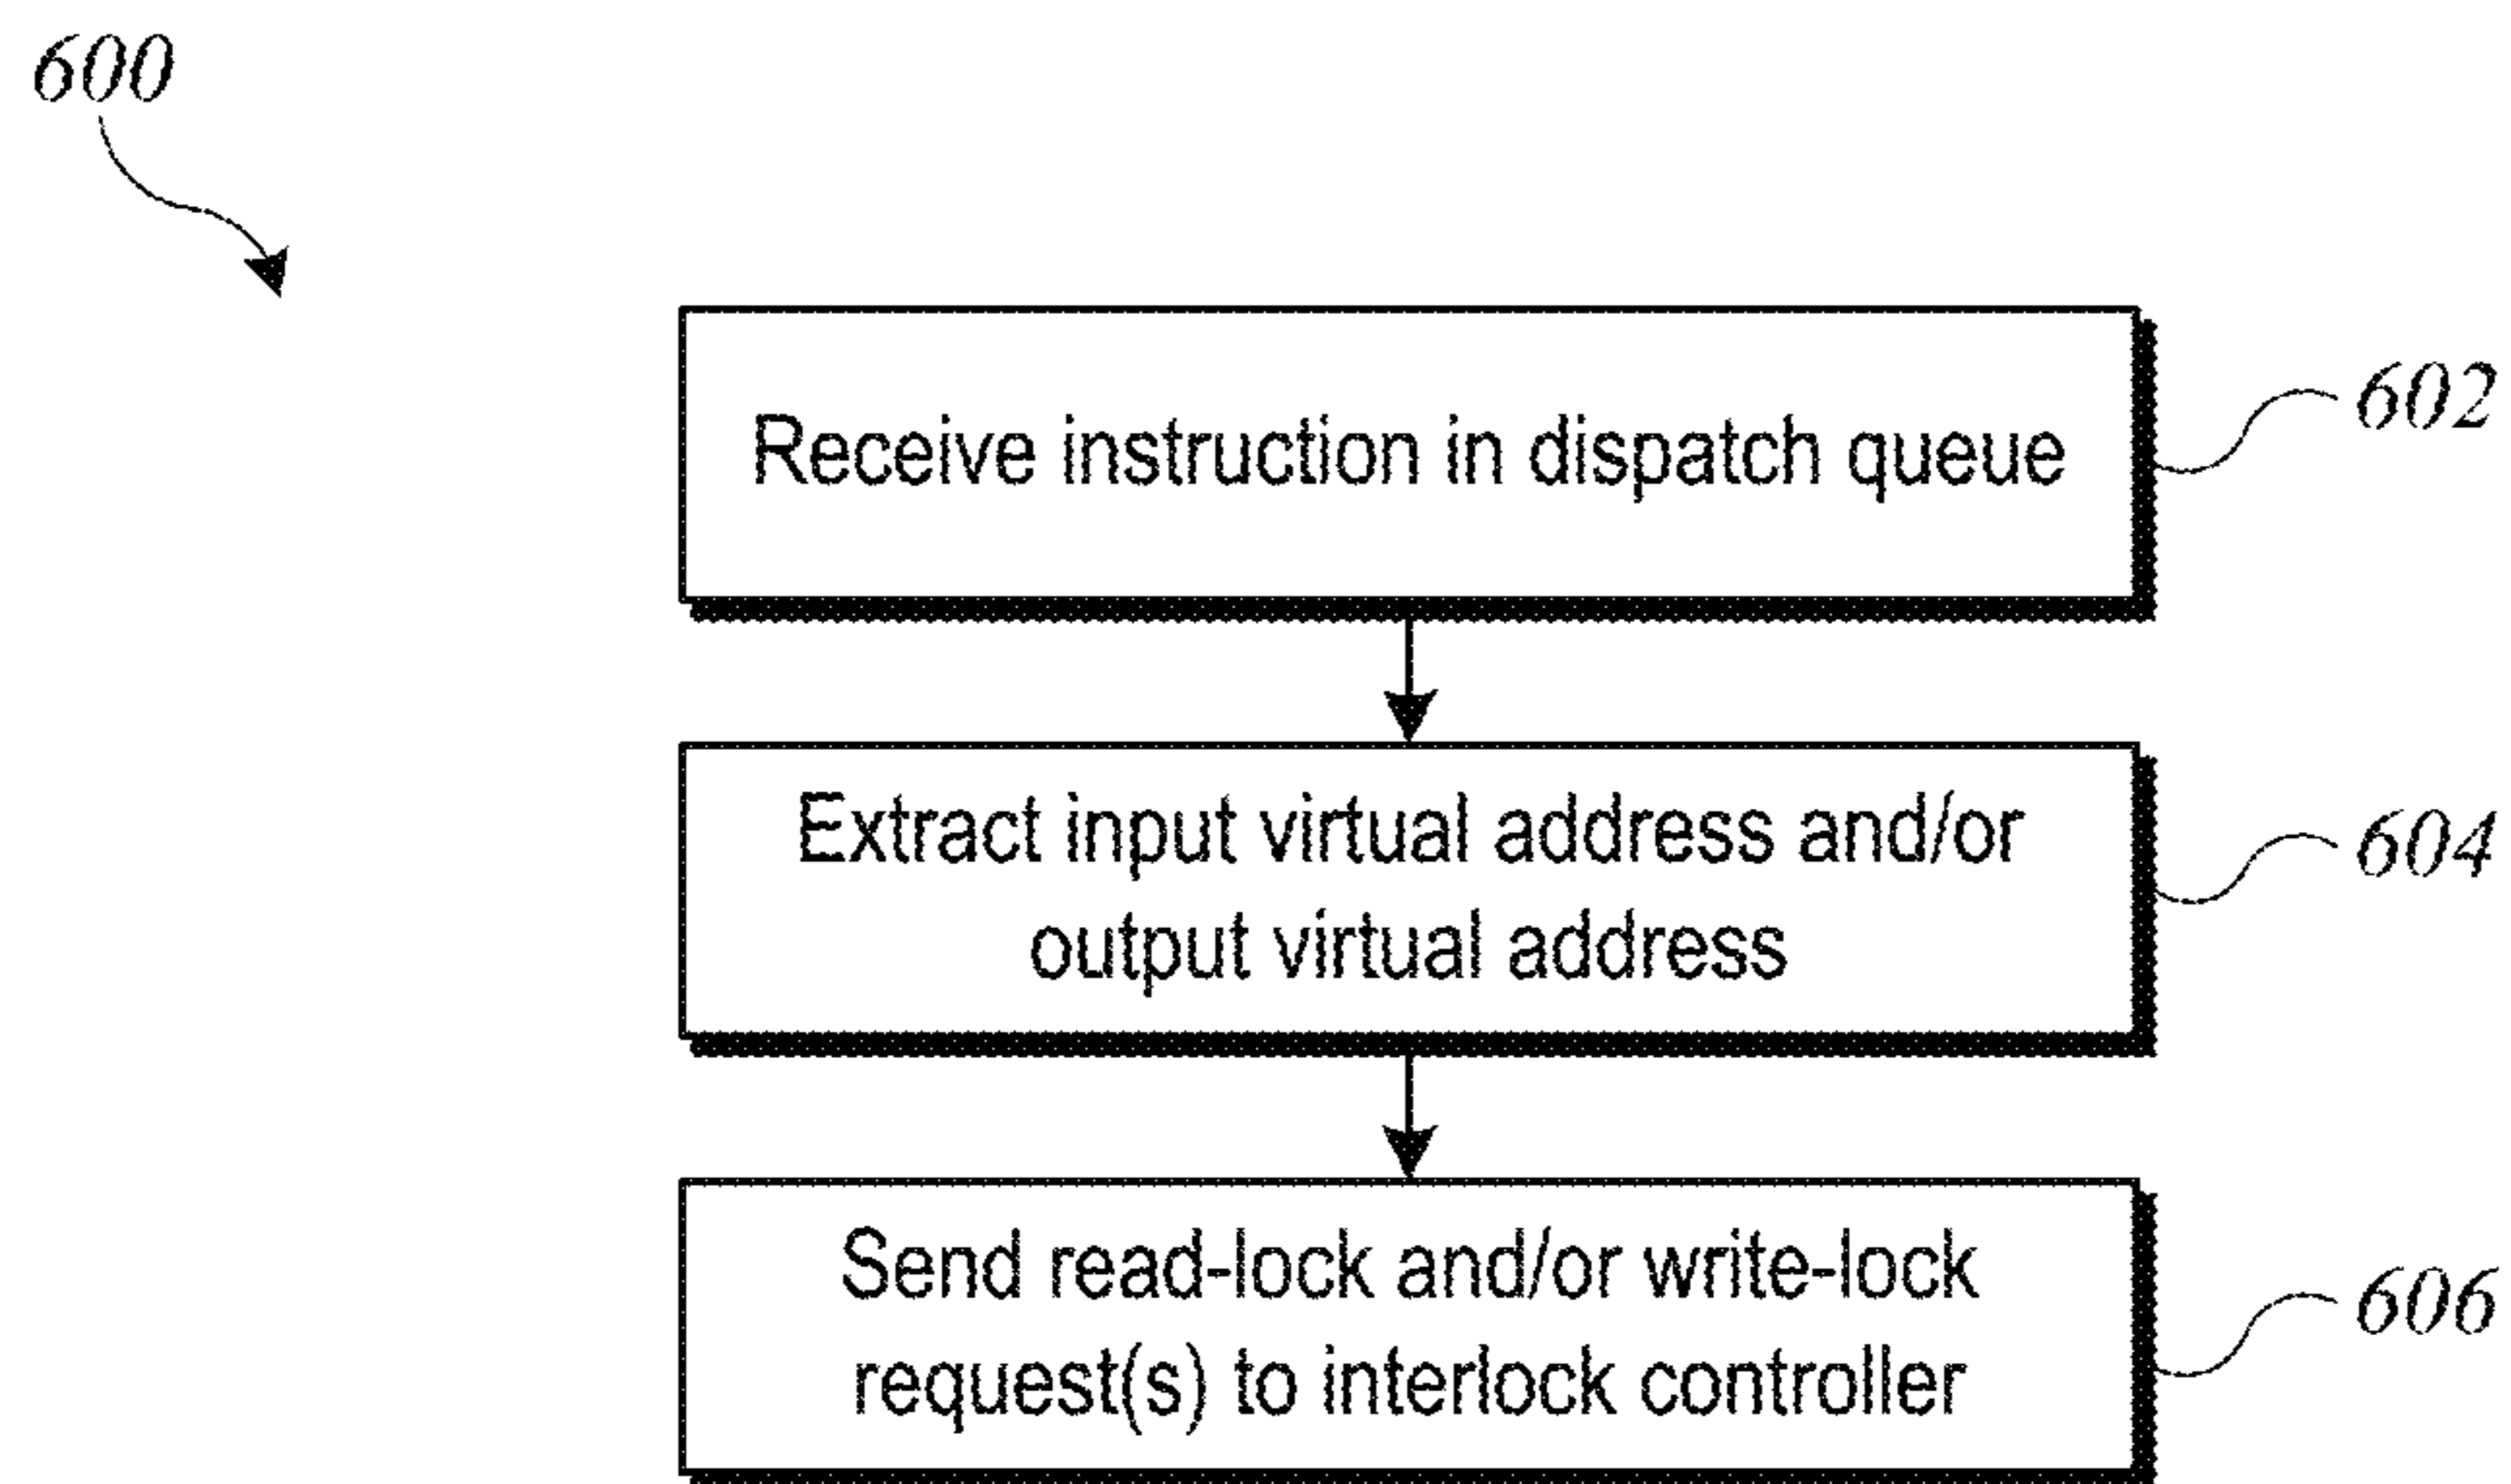 600
Receive instruction in dispatch queue
602
Extract input virtual address and/or
output virtual address
604
Send read-lock and/or write-lock
request(s) to interlock controller
606